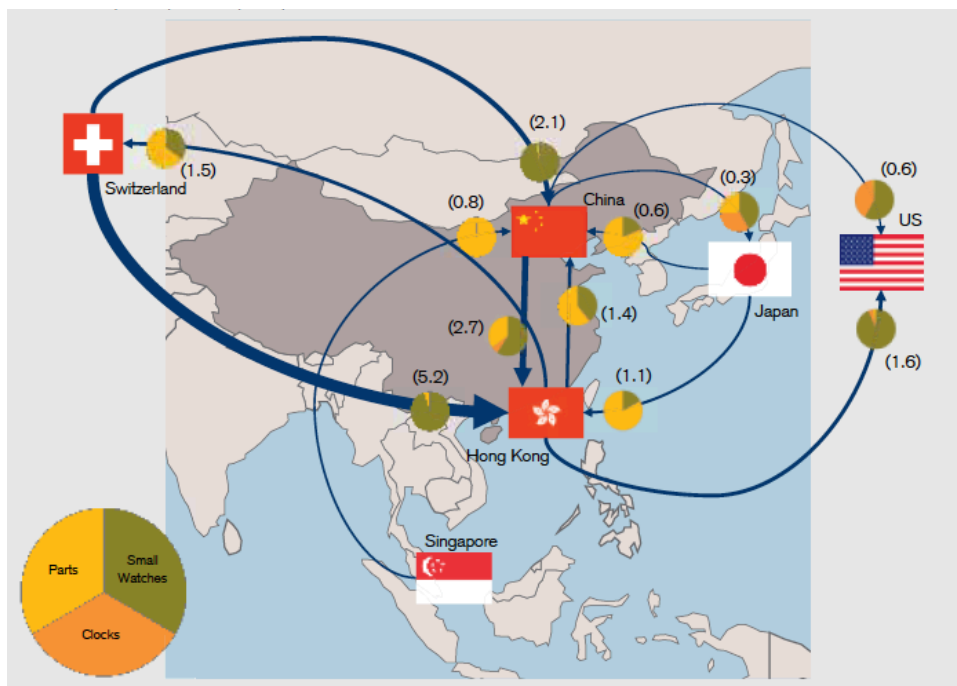 (2.1)
(1.5)
Switzerland
(0.8)
China
(0.6)
(0.3)
(0.6)
US
Japan
(2.7)
(1.4)
(1.6)
(5.2)
(1.1)
Hong Kong
Singapore
Parts
Small
Watches
Clocks